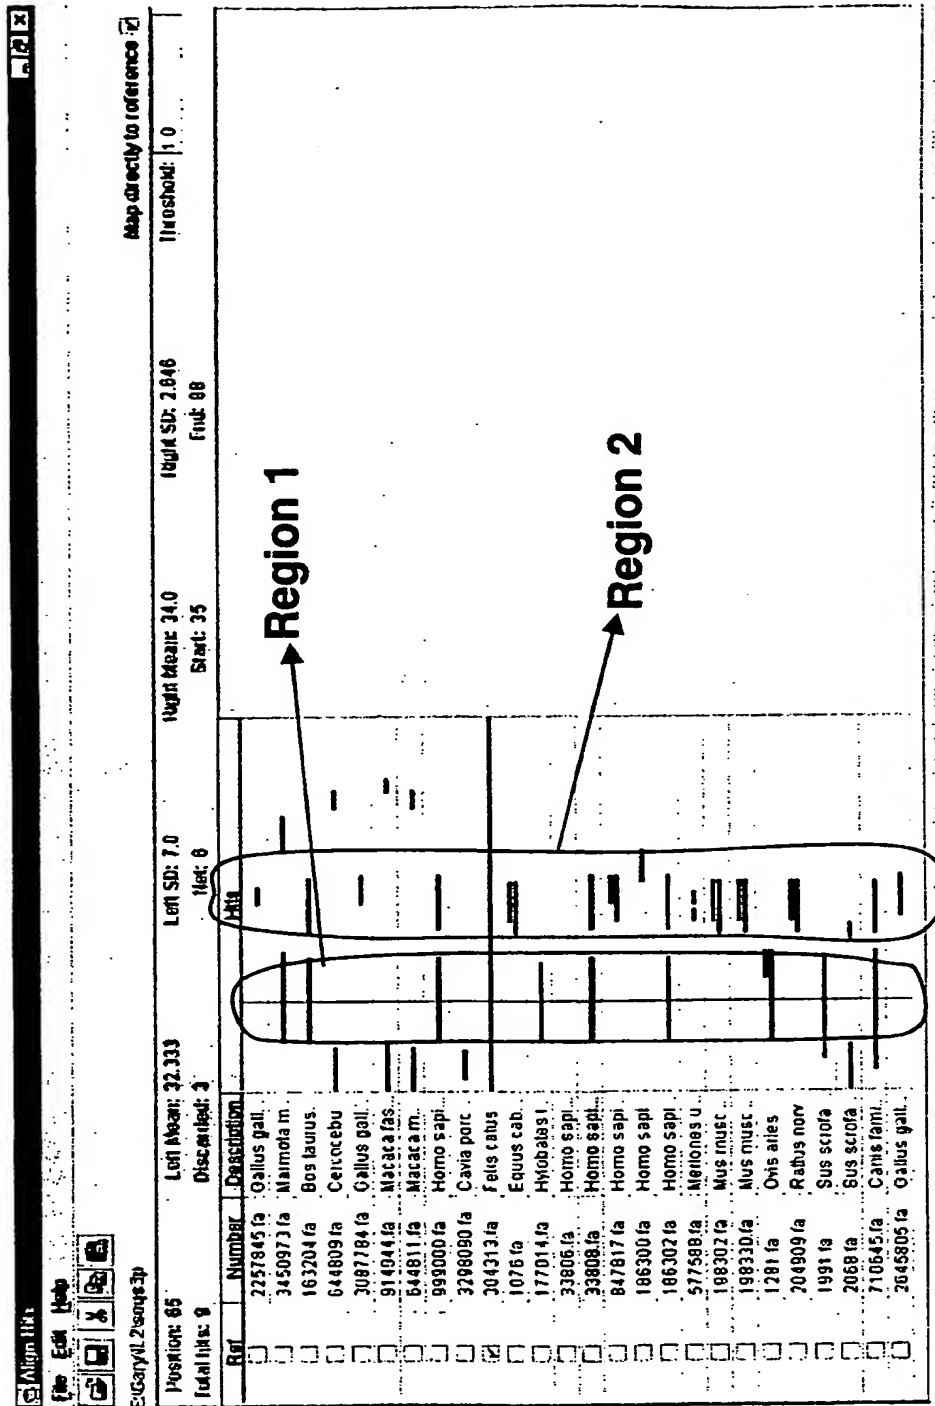 Align Hits
File Edit Help
Map directly to reference
Position: 65 Left Mean: 32.333 Left SD: 7.0 Right Mean: 34.0 Right SD: 2.646 Threshold: 1.0
Total hits: 9 Discarded: 3 Net: 6 Start: 35 End: 88
Ref Number Description Hits
2257845.fa Gallus gall..
3450973.fa Marmota m...
163204.fa Bos taurus.
644809.fa Cercocebu
3087784.fa Gallus gall..
914944.fa Macaca fas..
644811.fa Macaca m...
999000.fa Homo sapi...
3298090.fa Cavia porc...
304313.fa Felis catus
1076.fa Equus cab..
177014.fa Hylobates l..
33806.fa Homo sapi...
33808.fa Homo sapi...
847817.fa Homo sapi..
186300.fa Homo sapi
186302.fa Homo sapi
577588.fa Meriones u...
198302.fa Mus musc...
198330.fa Mus musc...
1281.fa Ovis aries
204909.fa Rattus norv
1991.fa Sus scrofa
2068.fa Sus scrofa
710645.fa Canis fami...
2645805.fa Gallus gall...
Region 1
Region 2